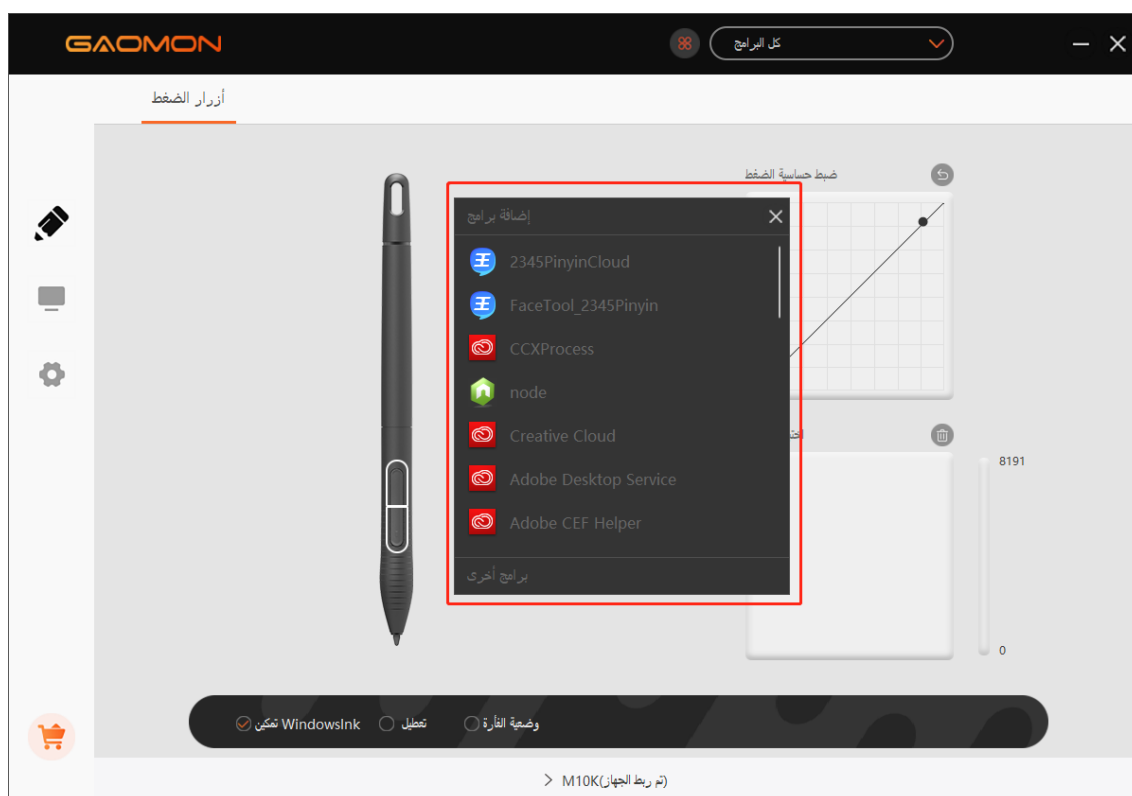 GAOMON
كل البرامج
أزرار الضغط
ضبط حساسية الضغط
إضافة برامج
2345PinyinCloud
FaceTool_2345Pinyin
CCXProcess
node
Creative Cloud
Adobe Desktop Service
Adobe CEF Helper
برامج أخرى
8191
0
تمكين WindowsInk
تعطيل
وضعية الفأرة
M10K(تم ربط الجهاز)